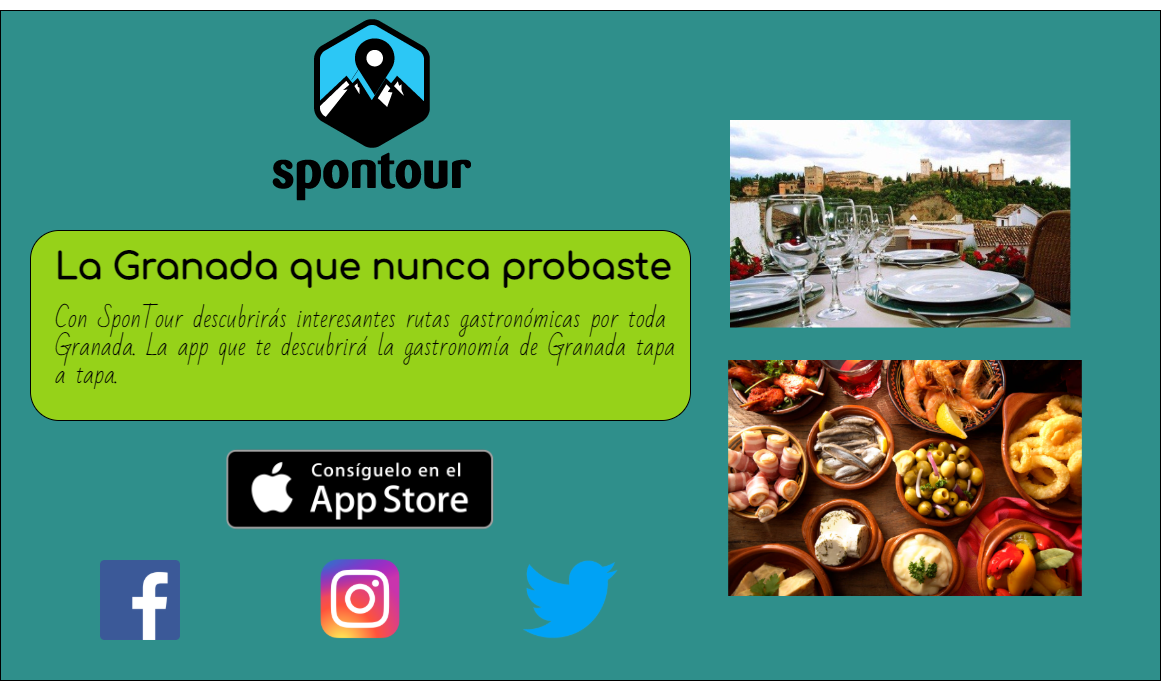 spontour
La Granada que nunca probaste
Con SponTour descubrirás interesantes rutas gastronómicas por toda
Granada. La app que te descubrirá la gastronomía de Granada tapa
a tapa.
Consíguelo en el
App Store